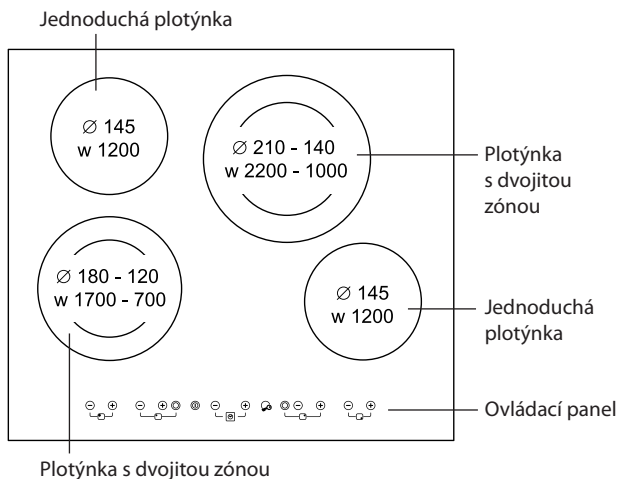 Jednoduchá plotýnka
∅ 145
w 1200
∅ 210 - 140
w 2200 - 1000
Plotýnka
s dvojitou
zónou
∅ 180 - 120
w 1700 - 700
∅ 145
w 1200
Jednoduchá
plotýnka
Ovládací panel
Plotýnka s dvojitou zónou